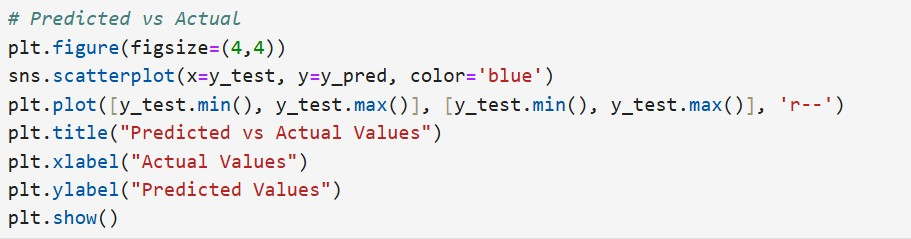 # Predicted vs Actual
plt.figure(figsize=(4,4))
sns.scatterplot(x=y_test, y=y_pred, color='blue')
plt.plot([y_test.min(), y_test.max()], [y_test.min(), y_test.max()], 'r--')
plt.title("Predicted vs Actual Values")
plt.xlabel("Actual Values")
plt.ylabel("Predicted Values")
plt.show()